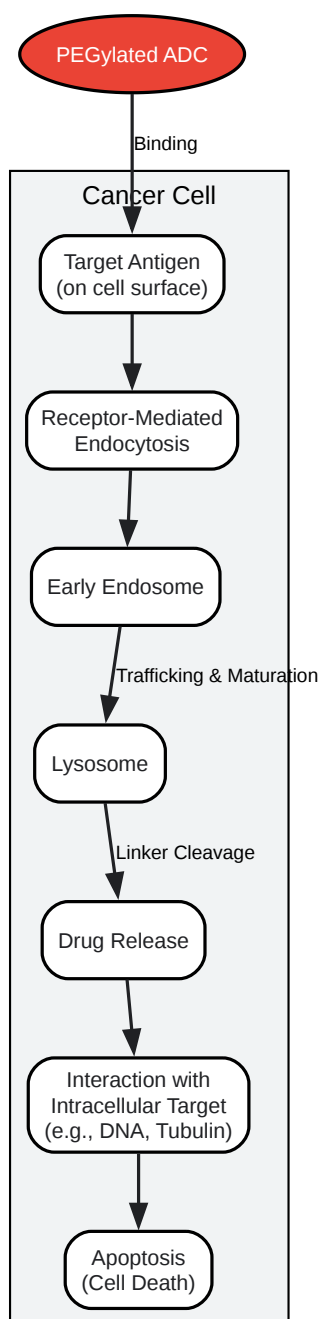 PEGylated ADC
Binding
Cancer Cell
Target Antigen
(on cell surface)
Receptor-Mediated
Endocytosis
Early Endosome
Trafficking & Maturation
Lysosome
Linker Cleavage
Drug Release
Interaction with
Intracellular Target
(e.g., DNA, Tubulin)
Apoptosis
(Cell Death)